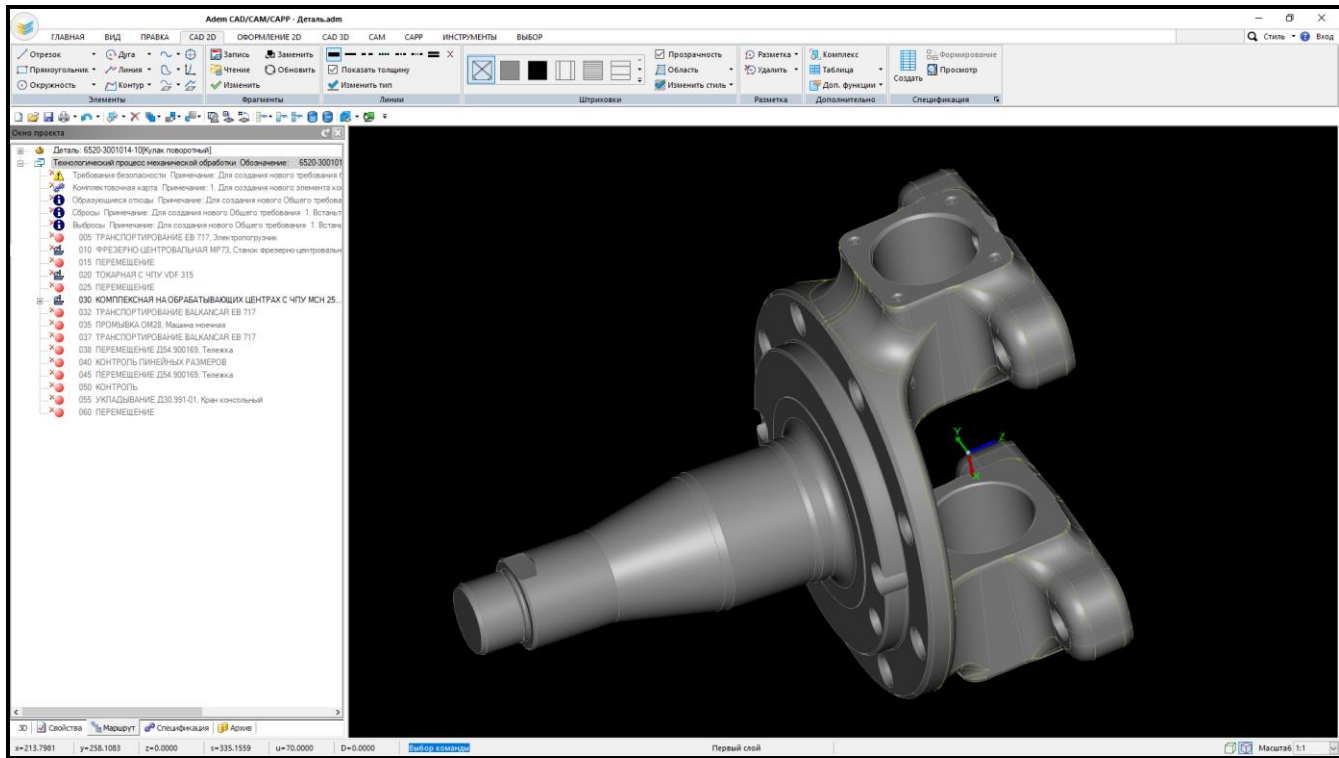 Adem CAD/CAM/CAPP - Деталь.adm
ГЛАВНАЯ ВИД ПРАВКА CAD 2D ОФОРМЛЕНИЕ 2D CAD 3D CAM CAPP ИНСТРУМЕНТЫ ВЫБОР Стиль Вход
Отрезок Дуга Запись Заменить Прозрачность Разметка Комплекс Формирование
Прямоугольник Линия Чтение Обновить Показать толщину Область Удалить Таблица Создать Просмотр
Окружность Контур Изменить Изменить тип Изменить стиль Доп. функции
Элементы Фрагменты Линии Штриховки Разметка Дополнительно Спецификация
Окно проекта
Деталь: 6520-3001014-10[Кулак поворотный]
Технологический процесс механической обработки Обозначение: 6520-300101
Требования безопасности Примечание: Для создания нового требования б
Комплектовочная карта Примечание: 1. Для создания нового элемента ко
Образующиеся отходы Примечание: Для создания нового Общего требова
Сбросы Примечание: Для создания нового Общего требования 1. Встаньт
Выбросы Примечание: Для создания нового Общего требования 1. Встань
005 ТРАНСПОРТИРОВАНИЕ ЕВ 717, Электропогрузчик
010 ФРЕЗЕРНО-ЦЕНТРОВАЛЬНАЯ МР73, Станок фрезерно-центровальн
015 ПЕРЕМЕЩЕНИЕ
020 ТОКАРНАЯ С ЧПУ VDF 315
025 ПЕРЕМЕЩЕНИЕ
030 КОМПЛЕКСНАЯ НА ОБРАБАТЫВАЮЩИХ ЦЕНТРАХ С ЧПУ MCH 25...
032 ТРАНСПОРТИРОВАНИЕ BALKANCAR EB 717
035 ПРОМЫВКА ОМ28, Машина моечная
037 ТРАНСПОРТИРОВАНИЕ BALKANCAR EB 717
038 ПЕРЕМЕЩЕНИЕ Д54.900169, Тележка
040 КОНТРОЛЬ ЛИНЕЙНЫХ РАЗМЕРОВ
045 ПЕРЕМЕЩЕНИЕ Д54.900169, Тележка
050 КОНТРОЛЬ
055 УКЛАДЫВАНИЕ Д30.991-01, Кран консольный
060 ПЕРЕМЕЩЕНИЕ
Y Z
X
3D Свойства Маршрут Спецификация Архив
x=213.7981 y=258.1083 z=0.0000 s=335.1559 u=70.0000 D=0.0000 Выбор команды Первый слой Масштаб 1:1